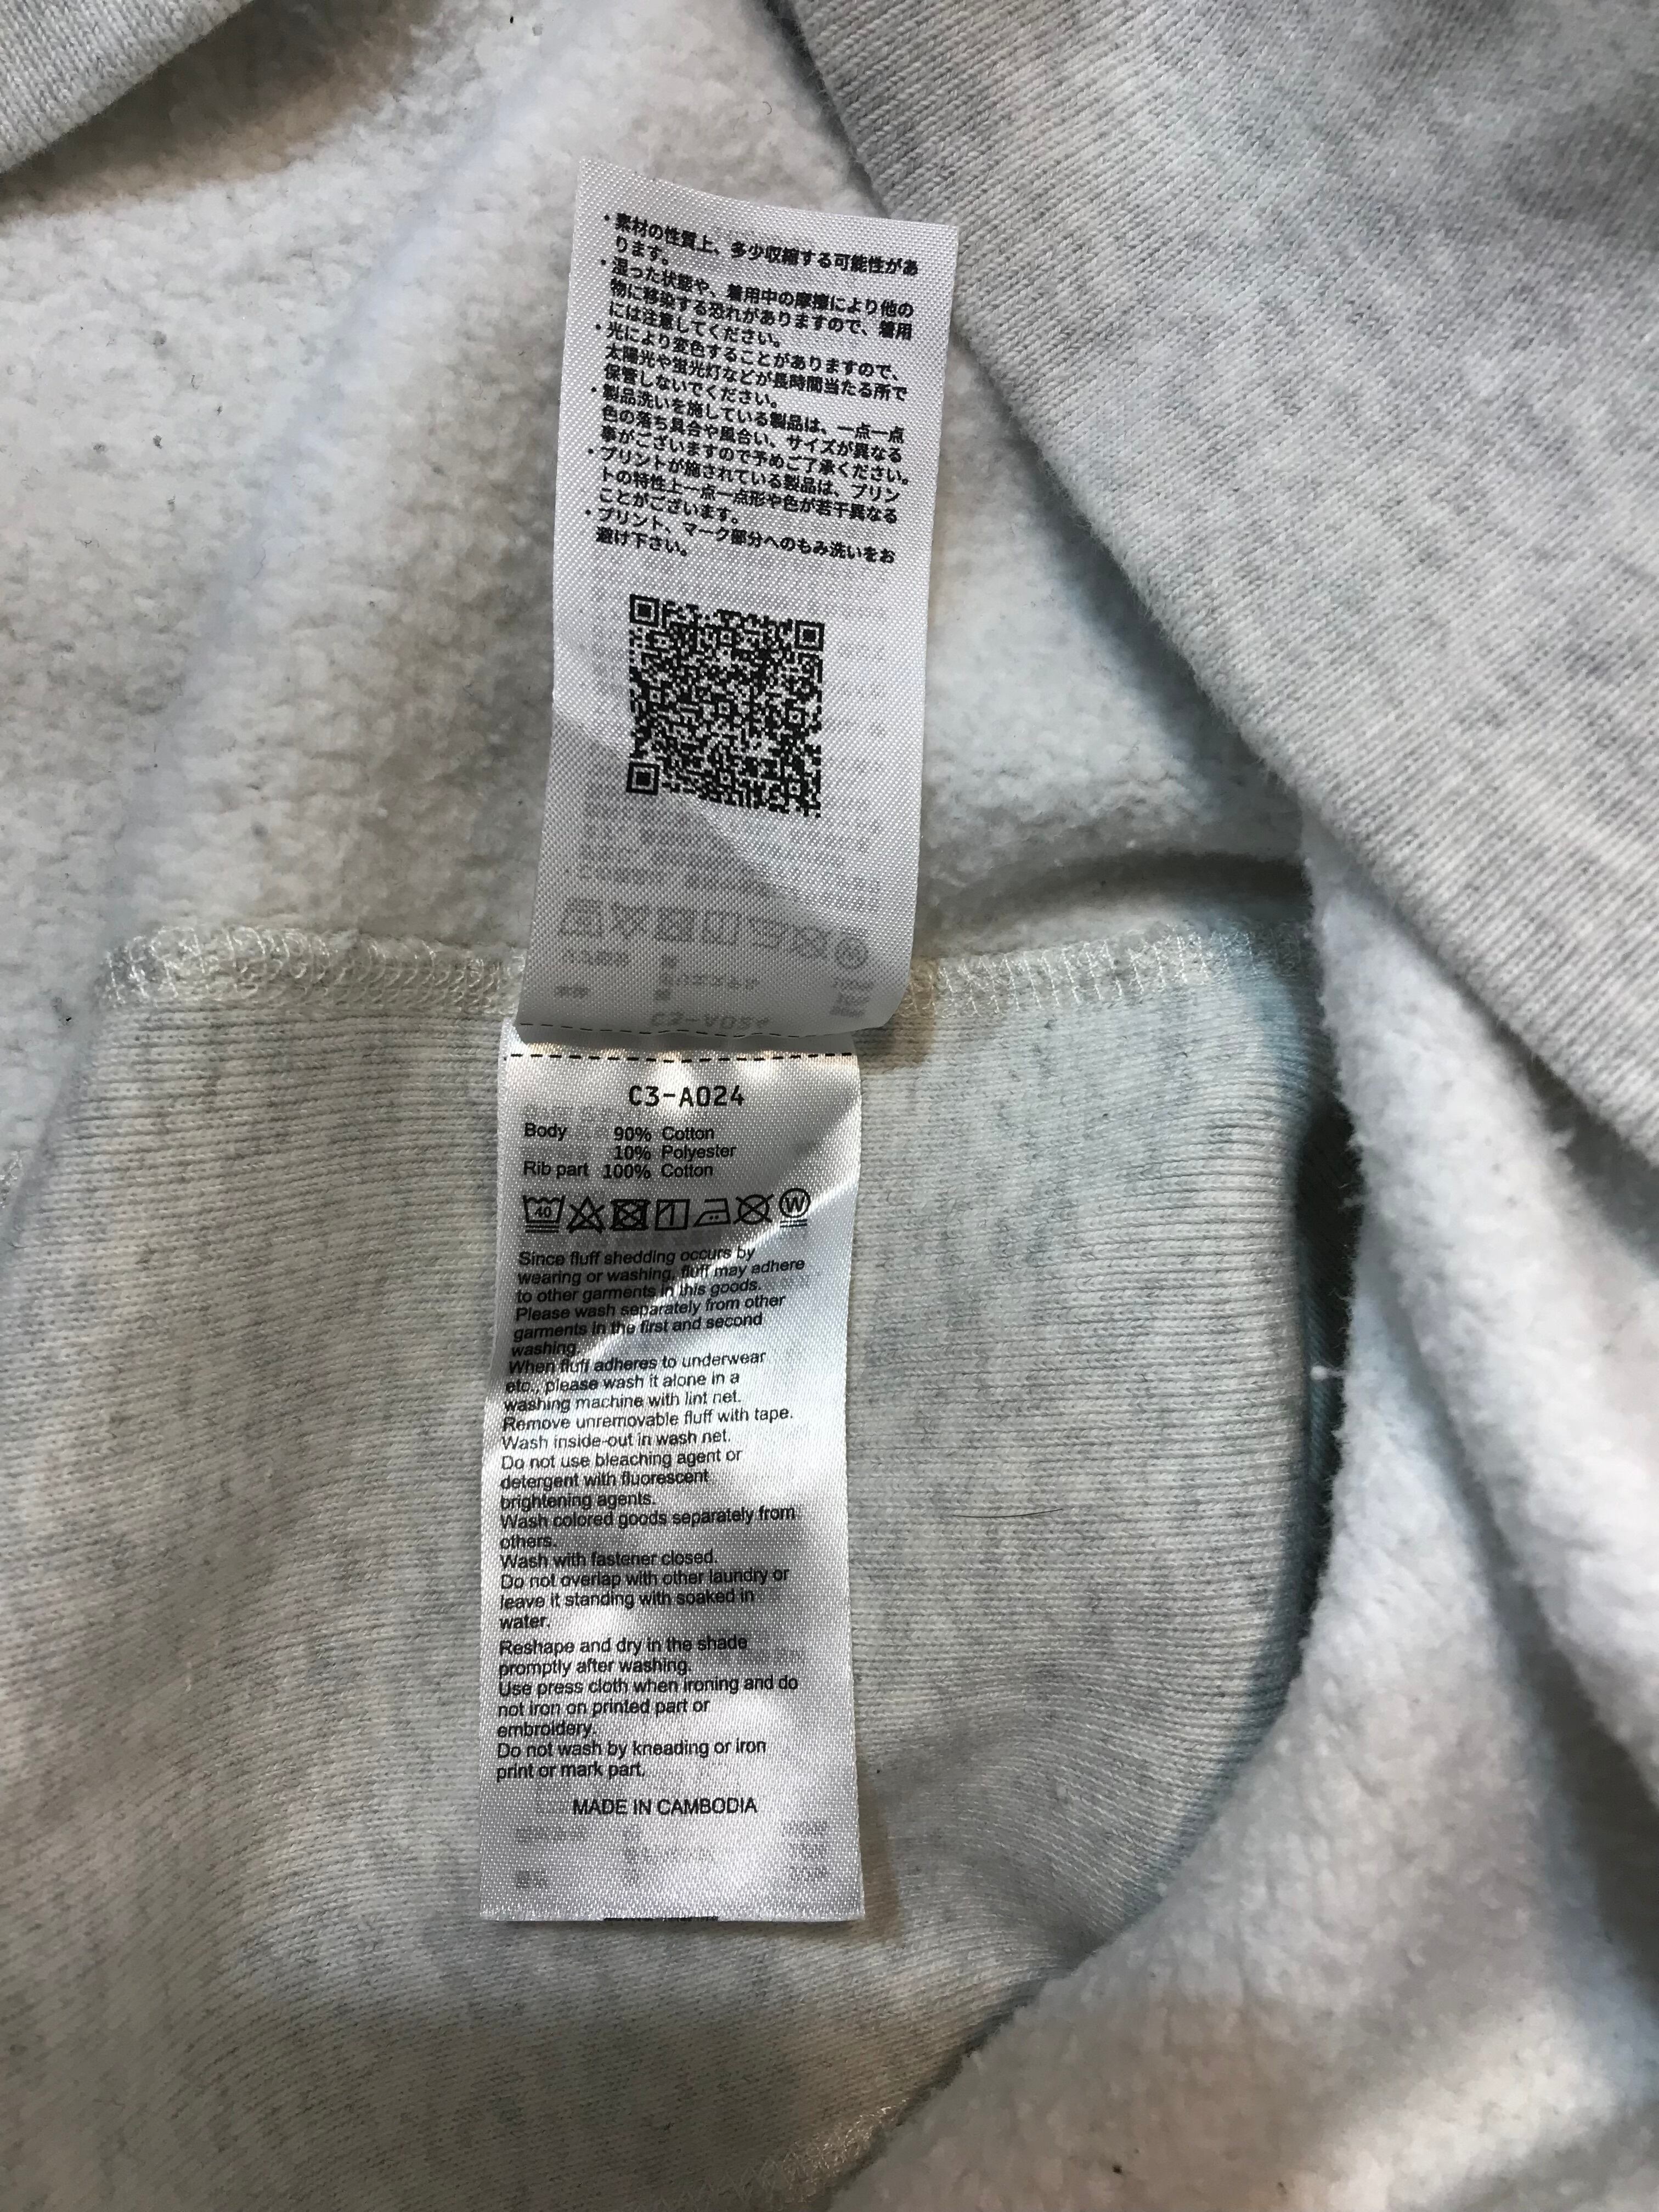 ・素材の性質上、多少収縮する可能性があ
ります。
・湿った状態や、着用中の摩擦により他の
物に移染する恐れがありますので、着用
には注意してください。
・光により変色することがありますので、
太陽光や蛍光灯などが長時間当たる所で
保管しないでください。
・製品洗いを施している製品は、一点一点
色の落ち具合や風合い、サイズが異なる
事がございますので予めご了承ください。
・プリントが施されている製品は、プリン
トの特性上一点一点形や色が若干異なる
ことがございます。
・プリント、マーク部分へのもみ洗いをお
避け下さい。
C3-A024
Body 90% Cotton
10% Polyester
Rib part 100% Cotton
40 W
Since fluff shedding occurs by
wearing or washing, fluff may adhere
to other garments in this goods.
Please wash separately from other
garments in the first and second
washing.
When fluff adheres to underwear
etc., please wash it alone in a
washing machine with lint net.
Remove unremovable fluff with tape.
Wash inside-out in wash net.
Do not use bleaching agent or
detergent with fluorescent
brightening agents.
Wash colored goods separately from
others.
Wash with fastener closed.
Do not overlap with other laundry or
leave it standing with soaked in
water.
Reshape and dry in the shade
promptly after washing.
Use press cloth when ironing and do
not iron on printed part or
embroidery.
Do not wash by kneading or iron
print or mark part.
MADE IN CAMBODIA